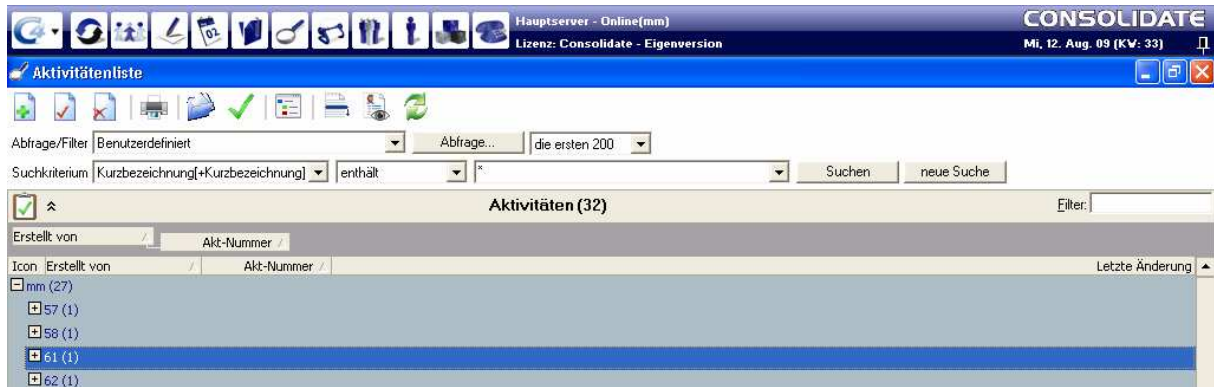 Hauptserver - Online(mm)
CONSOLIDATE
02
Lizenz: Consolidate - Eigenversion
Mi, 12. Aug. 09 (KW: 33)
Aktivitätenliste
Abfrage/Filter Benutzerdefiniert Abfrage... die ersten 200
Suchkriterium Kurzbezeichnung[+Kurzbezeichnung] enthält * Suchen neue Suche
Aktivitäten (32) Filter:
Erstellt von Akt-Nummer
Icon Erstellt von Akt-Nummer Letzte Änderung
mm (27)
57 (1)
58 (1)
61 (1)
62 (1)